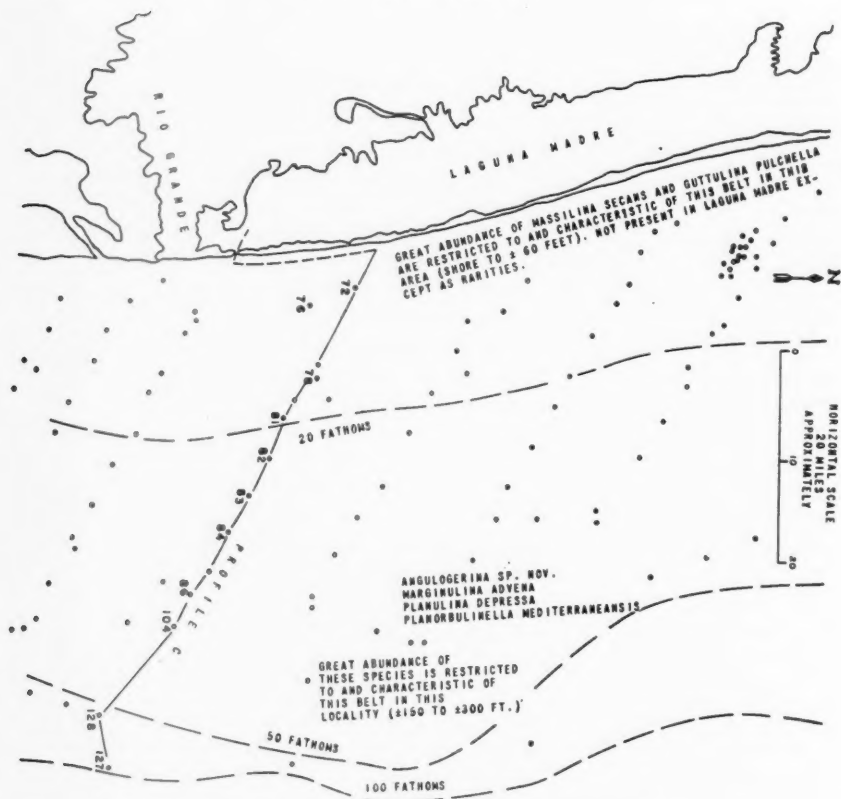 RIO GRANDE
LAGUNA MADRE
GREAT ABUNDANCE OF MASSILINA SECANS AND GUTTULINA PULCHELLA
ARE RESTRICTED TO AND CHARACTERISTIC OF THIS BELT IN THIS
AREA (SHORE TO ± 60 FEET). NOT PRESENT IN LAGUNA MADRE EX-
CEPT AS RARITIES.
N
72
76
78
81
20 FATHOMS
82
83
84
PROFILE C
86
104
128
127
0
10
20
HORIZONTAL SCALE
20 MILES
APPROXIMATELY
ANGULOGERINA SP. NOV.
MARGINULINA ADVENA
PLANULINA DEPRESSA
PLANORBULINELLA MEDITERRANEANSIS
GREAT ABUNDANCE OF
THESE SPECIES IS RESTRICTED
TO AND CHARACTERISTIC OF
THIS BELT IN THIS
LOCALITY (±150 TO ±300 FT.)
50 FATHOMS
100 FATHOMS